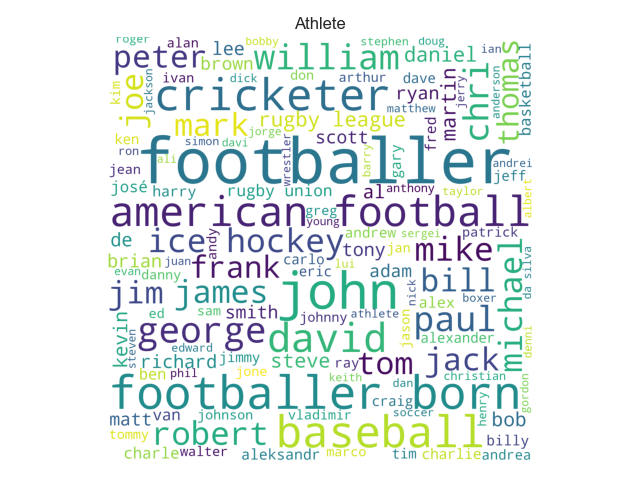 Athlete
roger
alan
bobby
stephen
doug
ian
peter
lee
william
daniel
brown
ivan
dick
don
arthur
dave
kim
jackson
joe
cricketer
ryan
martin
jerry
chri
anderson
thomas
basketball
matthew
ken
mark
jorge
rugby league
fred
ron
simon
davi
scott
gary
footballer
wrestler
barry
ali
andrei
jean
jeff
josé
harry
rugby union
al
anthony
taylor
albert
american football
greg
young
de
ice hockey
andy
andrew
sergei
patrick
tony
jan
mike
brian
juan
carlo
evan
danny
frank
eric
lui
adam
bill
michael
da silva
jim
james
john
nick
boxer
alex
ed
sam
smith
johnny
athlete
jason
paul
alexander
denni
kevin
steven
george
david
edward
richard
jimmy
steve
ray
tom
jack
ben
phil
jone
keith
dan
christian
gordon
footballer born
craig
henry
matt
van
johnson
vladimir
soccer
bob
tommy
robert
baseball
billy
charle
walter
aleksandr
marco
tim
charlie
andrea